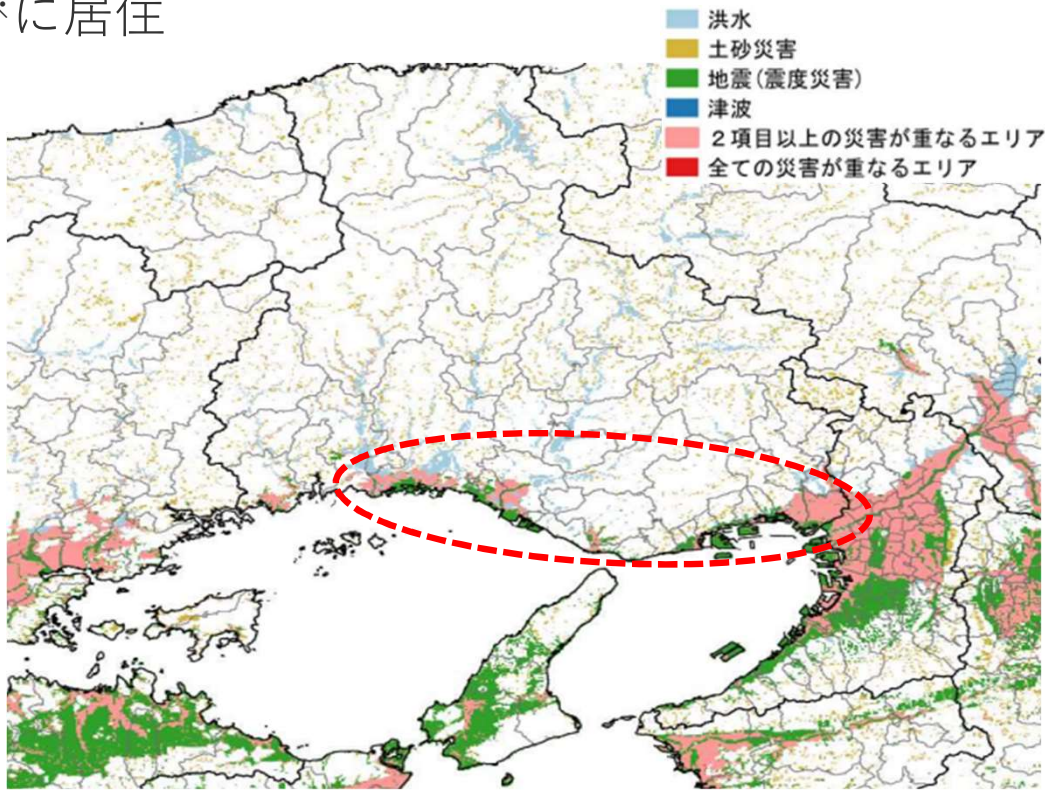 に居住
洪水
土砂災害
地震(震度災害)
津波
２項目以上の災害が重なるエリア
全ての災害が重なるエリア